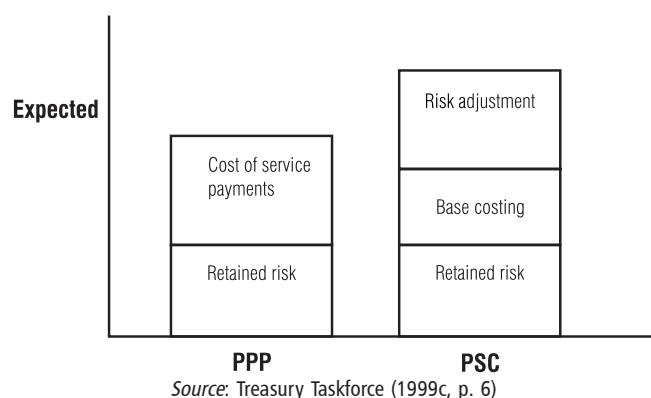 Expected
Risk adjustment
Cost of service
payments
Base costing
Retained risk
Retained risk
PPP
PSC
Source: Treasury Taskforce (1999c, p. 6)